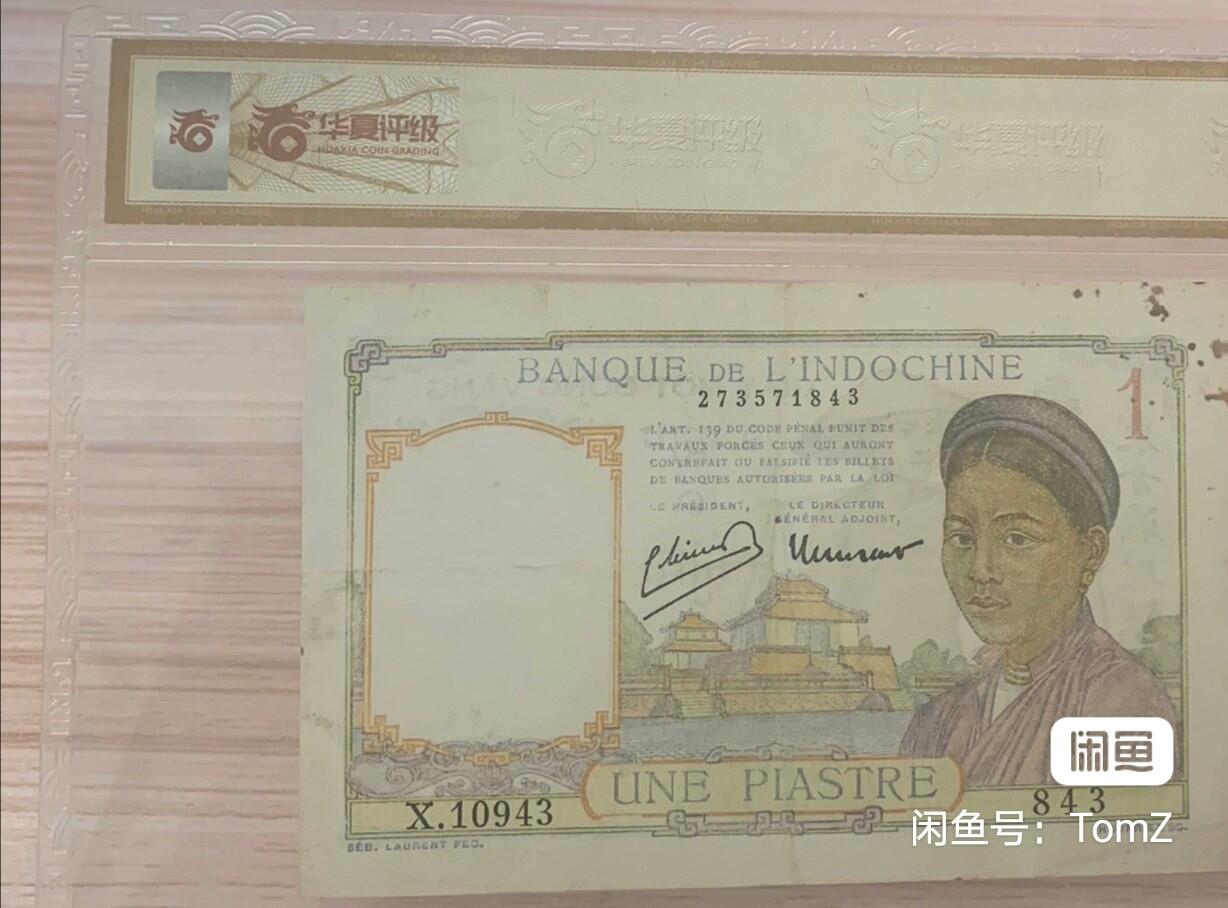 华夏评级
HUAXIA COIN GRADING
BANQUE DE L'INDOCHINE
273571843
1
L'ART. 139 DU CODE PÉNAL PUNIT DES
TRAVAUX FORCÉS CEUX QUI AURONT
CONTREFAIT OU FALSIFIÉ LES BILLETS
DE BANQUES AUTORISÉES PAR LA LOI
LE PRÉSIDENT,
LE DIRECTEUR
GÉNÉRAL ADJOINT,
UNE PIASTRE
X.10943
843
SÉB. LAURENT FEC.
闲鱼
闲鱼号：TomZ